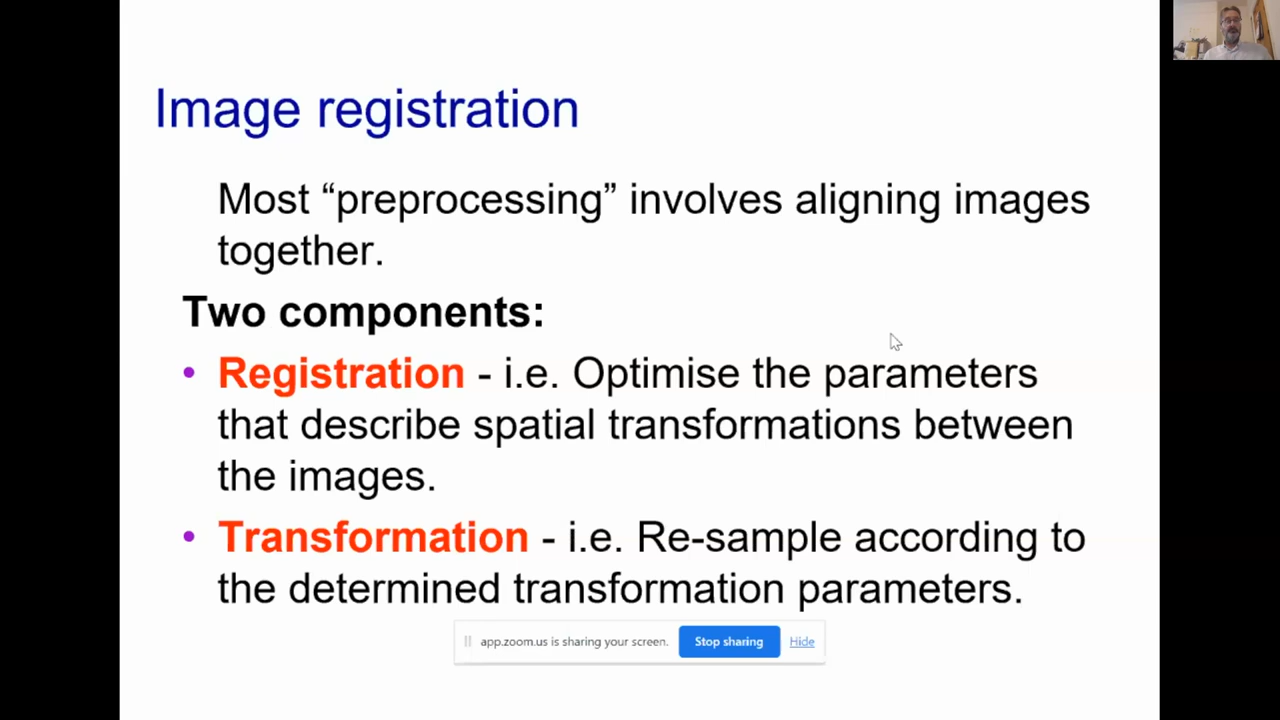 Image registration
Most “preprocessing” involves aligning images
together.
Two components:
• Registration - i.e. Optimise the parameters
that describe spatial transformations between
the images.
• Transformation - i.e. Re-sample according to
the determined transformation parameters.
app.zoom.us is sharing your screen. Stop sharing Hide